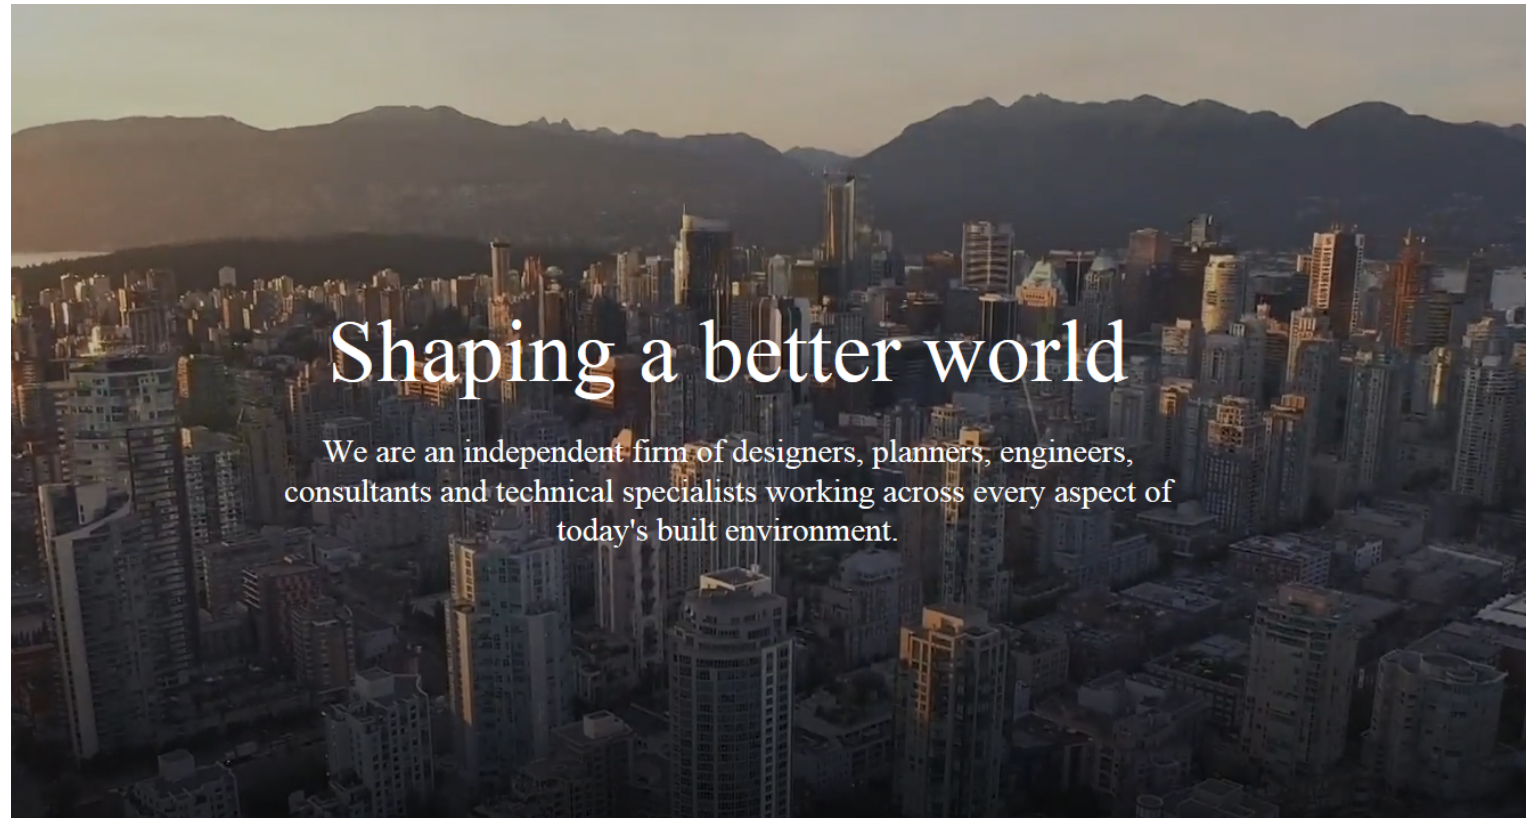 Shaping a better world
We are an independent firm of designers, planners, engineers,
consultants and technical specialists working across every aspect of
today's built environment.